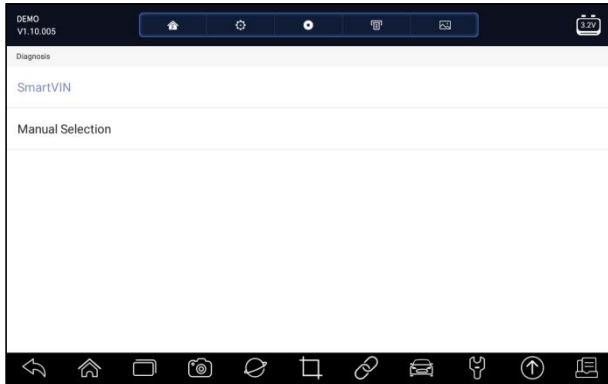 DEMO
V1.10.005
3.2V
Diagnosis
SmartVIN
Manual Selection